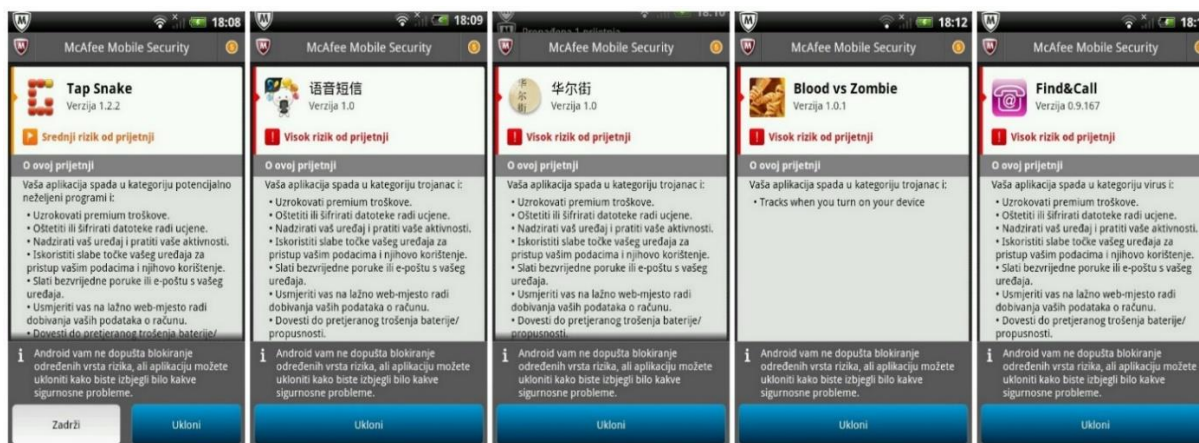 18:08
McAfee Mobile Security
Tap Snake
Verzija 1.2.2
Srednji rizik od prijetnji
O ovoj prijetnji
Vaša aplikacija spada u kategoriju potencijalno
neželjeni programi i:
• Uzrokovati premium troškove.
• Oštetiti ili šifrirati datoteke radi ucjene.
• Nadzirati vaš uređaj i pratiti vaše aktivnosti.
• Iskoristiti slabe točke vašeg uređaja za
pristup vašim podacima i njihovo korištenje.
• Slati bezvrijedne poruke ili e-poštu s vašeg
uređaja.
• Usmjeriti vas na lažno web-mjesto radi
dobivanja vaših podataka o računu.
• Dovesti do pretjeranog trošenja baterije/
Android vam ne dopušta blokiranje
određenih vrsta rizika, ali aplikaciju možete
ukloniti kako biste izbjegli bilo kakve
sigurnosne probleme.
Zadrži
Ukloni
18:09
McAfee Mobile Security
语音短信
Verzija 1.0
Visok rizik od prijetnji
O ovoj prijetnji
Vaša aplikacija spada u kategoriju trojanac i:
• Uzrokovati premium troškove.
• Oštetiti ili šifrirati datoteke radi ucjene.
• Nadzirati vaš uređaj i pratiti vaše aktivnosti.
• Iskoristiti slabe točke vašeg uređaja za
pristup vašim podacima i njihovo korištenje.
• Slati bezvrijedne poruke ili e-poštu s vašeg
uređaja.
• Usmjeriti vas na lažno web-mjesto radi
dobivanja vaših podataka o računu.
• Dovesti do pretjeranog trošenja baterije/
propusnosti.
Android vam ne dopušta blokiranje
određenih vrsta rizika, ali aplikaciju možete
ukloniti kako biste izbjegli bilo kakve
sigurnosne probleme.
Ukloni
18:10
McAfee Mobile Security
华尔街
华尔街
Verzija 1.0
Visok rizik od prijetnji
O ovoj prijetnji
Vaša aplikacija spada u kategoriju trojanac i:
• Uzrokovati premium troškove.
• Oštetiti ili šifrirati datoteke radi ucjene.
• Nadzirati vaš uređaj i pratiti vaše aktivnosti.
• Iskoristiti slabe točke vašeg uređaja za
pristup vašim podacima i njihovo korištenje.
• Slati bezvrijedne poruke ili e-poštu s vašeg
uređaja.
• Usmjeriti vas na lažno web-mjesto radi
dobivanja vaših podataka o računu.
• Dovesti do pretjeranog trošenja baterije/
propusnosti.
Android vam ne dopušta blokiranje
određenih vrsta rizika, ali aplikaciju možete
ukloniti kako biste izbjegli bilo kakve
sigurnosne probleme.
Ukloni
18:12
McAfee Mobile Security
Blood vs Zombie
Verzija 1.0.1
Visok rizik od prijetnji
O ovoj prijetnji
Vaša aplikacija spada u kategoriju trojanac i:
• Tracks when you turn on your device
Android vam ne dopušta blokiranje
određenih vrsta rizika, ali aplikaciju možete
ukloniti kako biste izbjegli bilo kakve
sigurnosne probleme.
Ukloni
McAfee Mobile Security
Find&Call
Verzija 0.9.167
Visok rizik od prijetnji
O ovoj prijetnji
Vaša aplikacija spada u kategoriju virus i:
• Uzrokovati premium troškove.
• Oštetiti ili šifrirati datoteke radi ucjene.
• Nadzirati vaš uređaj i pratiti vaše aktivnosti.
• Iskoristiti slabe točke vašeg uređaja za
pristup vašim podacima i njihovo korištenje.
• Slati bezvrijedne poruke ili e-poštu s vašeg
uređaja.
• Usmjeriti vas na lažno web-mjesto radi
dobivanja vaših podataka o računu.
• Dovesti do pretjeranog trošenja baterije/
propusnosti.
Android vam ne dopušta blokiranje
određenih vrsta rizika, ali aplikaciju možete
ukloniti kako biste izbjegli bilo kakve
sigurnosne probleme.
Ukloni